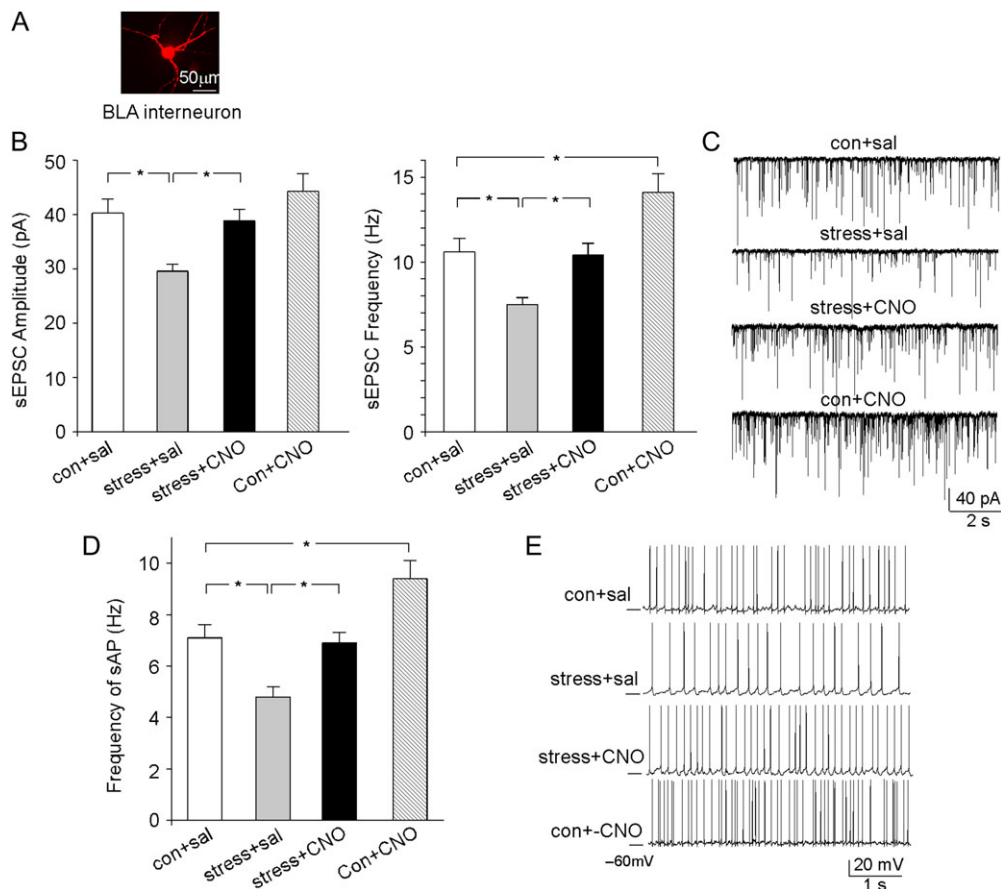 A
50μm
BLA interneuron
B
50
40
30
20
10
0
sEPSC Amplitude (pA)
* *
con+sal
stress+sal
stress+CNO
Con+CNO
15
10
5
0
sEPSC Frequency (Hz)
*
* *
con+sal
stress+sal
stress+CNO
Con+CNO
C
con+sal
stress+sal
stress+CNO
con+CNO
40 pA
2 s
D
10
8
6
4
2
0
Frequency of sAP (Hz)
*
* *
con+sal
stress+sal
stress+CNO
Con+CNO
E
con+sal
stress+sal
stress+CNO
con+-CNO
–60mV
20 mV
1 s